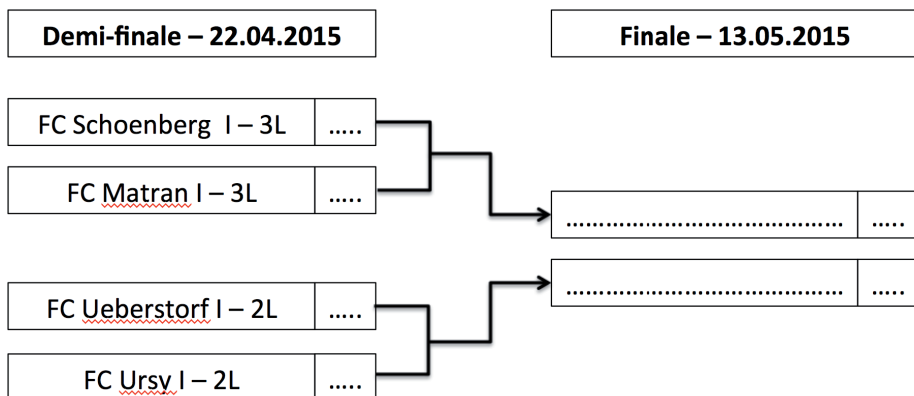 Demi-finale – 22.04.2015
Finale – 13.05.2015
FC Schoenberg I – 3L .....
FC Matran I – 3L .....
.......................................... .....
.......................................... .....
FC Ueberstorf I – 2L .....
FC Ursy I – 2L .....